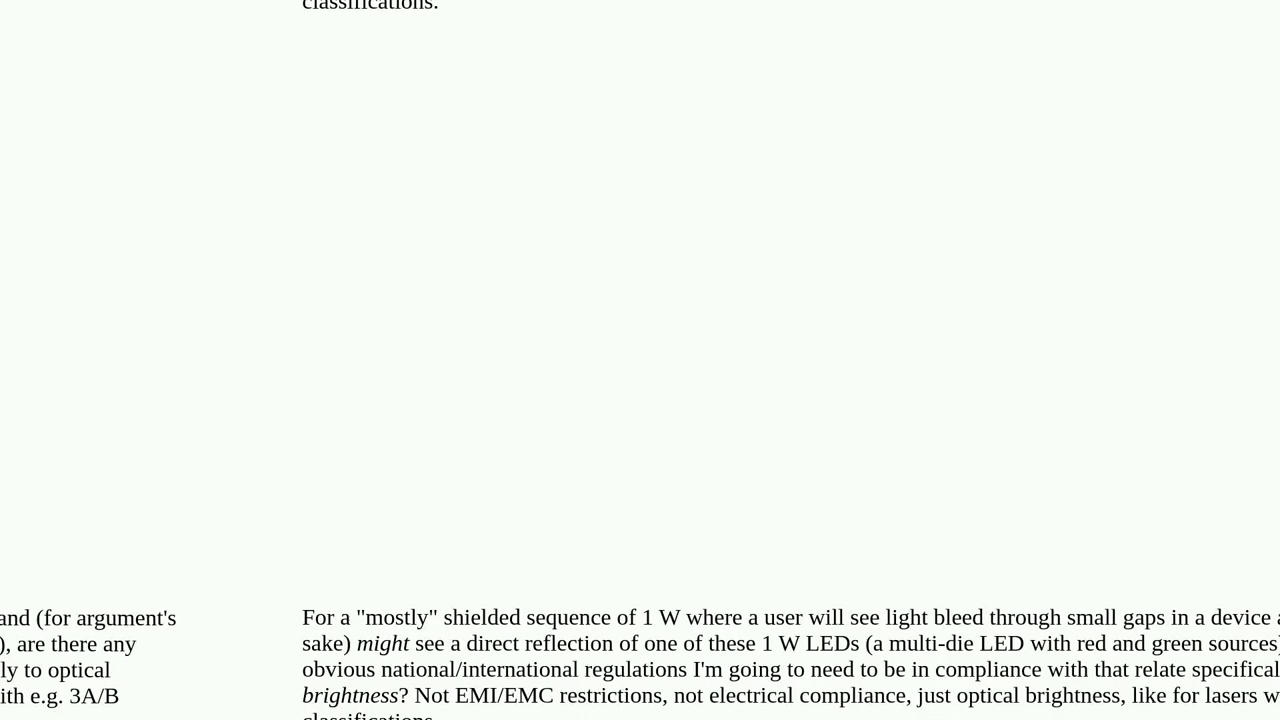 classifications.
and (for argument's
), are there any
ly to optical
ith e.g. 3A/B
For a "mostly" shielded sequence of 1 W where a user will see light bleed through small gaps in a device a
sake) might see a direct reflection of one of these 1 W LEDs (a multi-die LED with red and green sources)
obvious national/international regulations I'm going to need to be in compliance with that relate specifical
brightness? Not EMI/EMC restrictions, not electrical compliance, just optical brightness, like for lasers w
classifications.